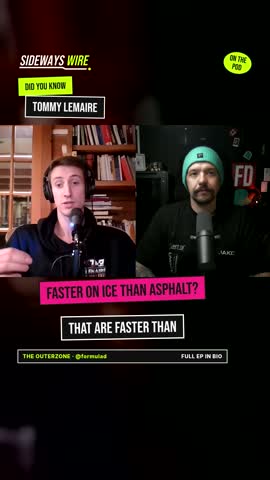 SIDEWAYS WIRE.
ON THE
POD
DID YOU KNOW
TOMMY LEMAIRE
FD
FASTER ON ICE THAN ASPHALT?
THAT ARE FASTER THAN
THE OUTERZONE - @formulad
FULL EP IN BIO